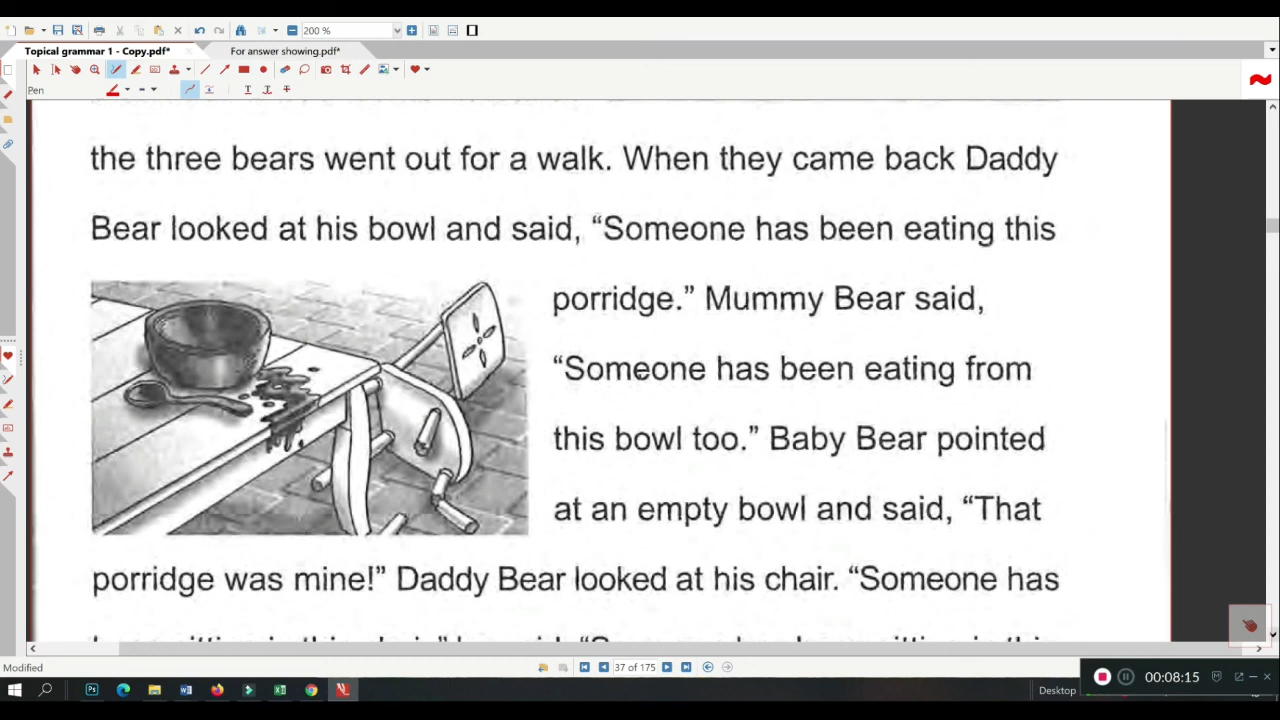 200 %
Topical grammar 1 - Copy.pdf*
For answer showing.pdf*
Pen
the three bears went out for a walk. When they came back Daddy
Bear looked at his bowl and said, “Someone has been eating this
porridge.” Mummy Bear said,
“Someone has been eating from
this bowl too.” Baby Bear pointed
at an empty bowl and said, “That
porridge was mine!” Daddy Bear looked at his chair. “Someone has
Modified
37 of 175
Desktop
00:08:15